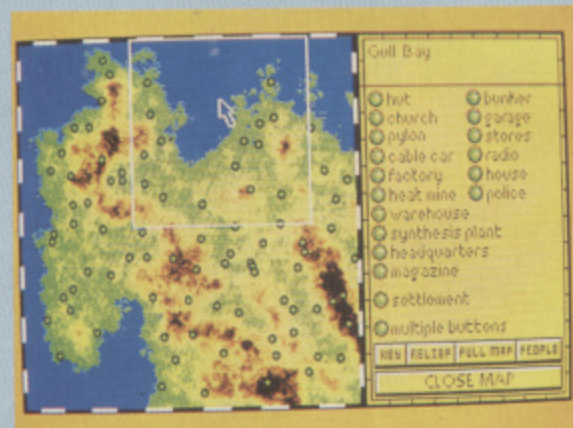 Gull Bay
hut
bunker
church
garage
pylon
stores
cable car
radio
factory
house
heat mine
police
warehouse
synthesis plant
headquarters
magazine
settlement
multiple buttons
KEY RELIEF FULL MAP PEOPLE
CLOSE MAP